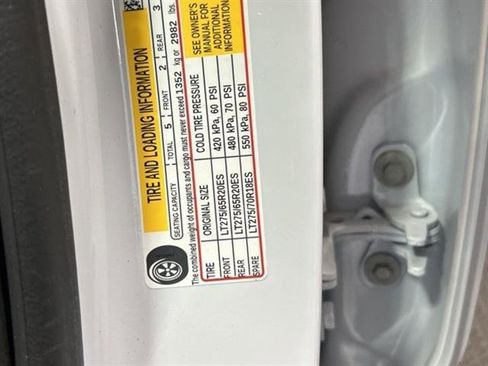 TIRE AND LOADING INFORMATION
SEATING CAPACITY TOTAL 5 FRONT 2 REAR 3
The combined weight of occupants and cargo must never exceed 1352 kg or 2982 lbs.
TIRE ORIGINAL SIZE COLD TIRE PRESSURE
FRONT LT275/65R20ES 420 kPa, 60 PSI
REAR LT275/65R20ES 480 kPa, 70 PSI
SPARE LT275/70R18ES 550 kPa, 80 PSI
SEE OWNER'S
MANUAL FOR
ADDITIONAL
INFORMATION